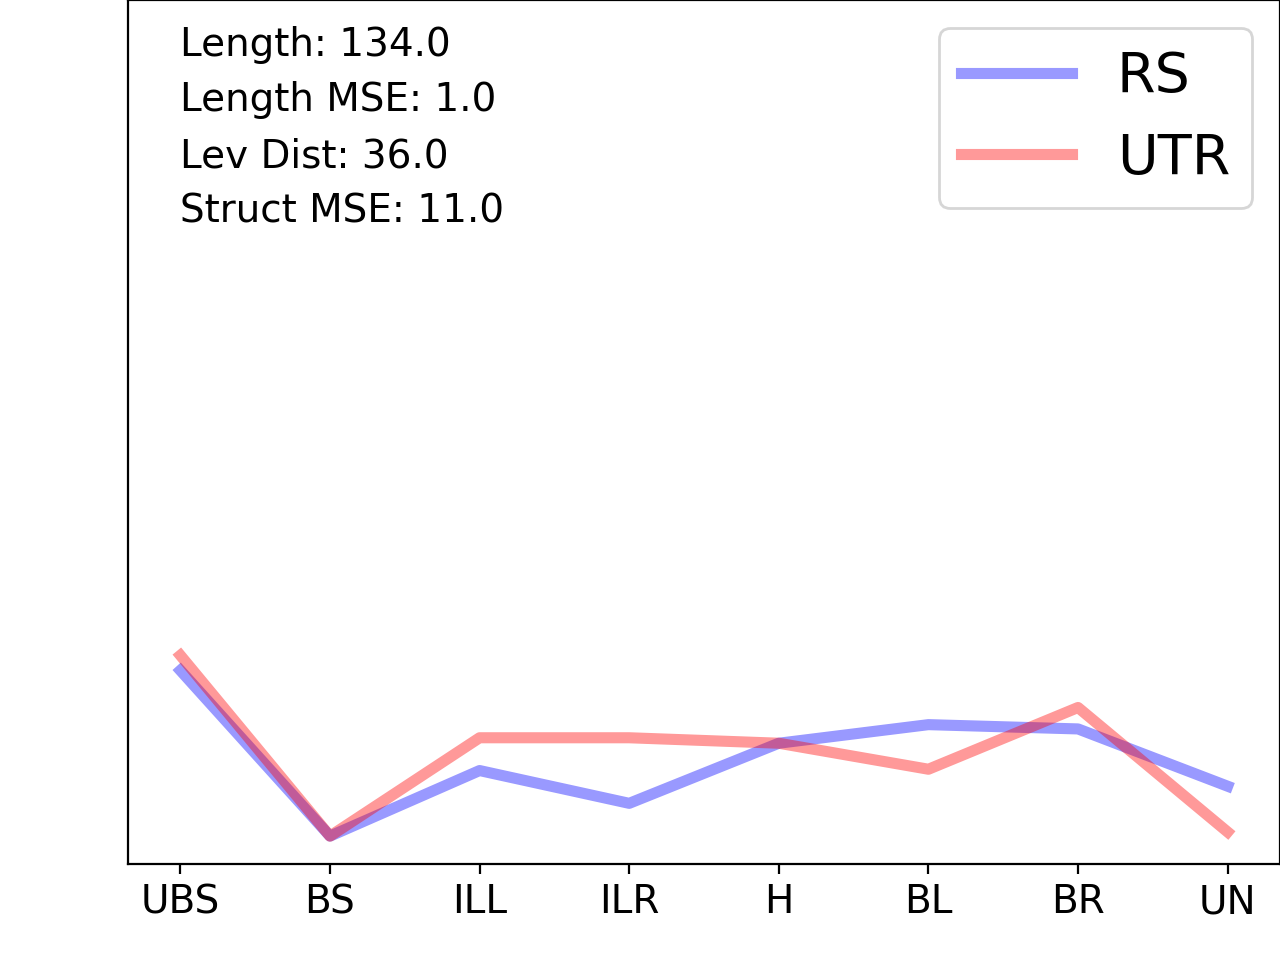 Length: 134.0
Length MSE: 1.0
Lev Dist: 36.0
Struct MSE: 11.0
RS
UTR
UBS BS ILL ILR H BL BR UN